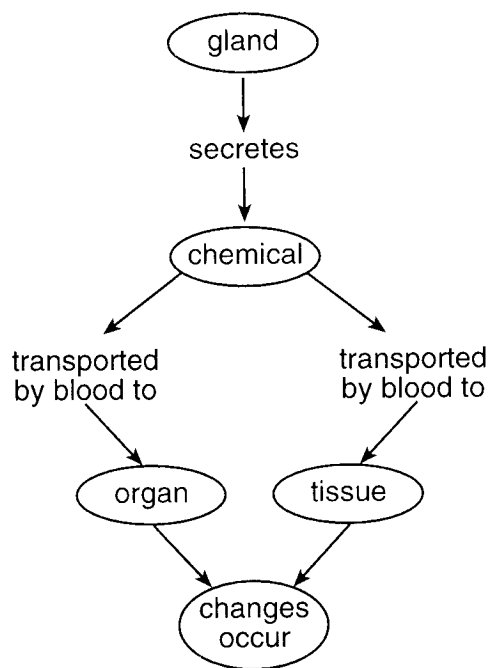 gland
secretes
chemical
transported
by blood to
transported
by blood to
organ
tissue
changes
occur